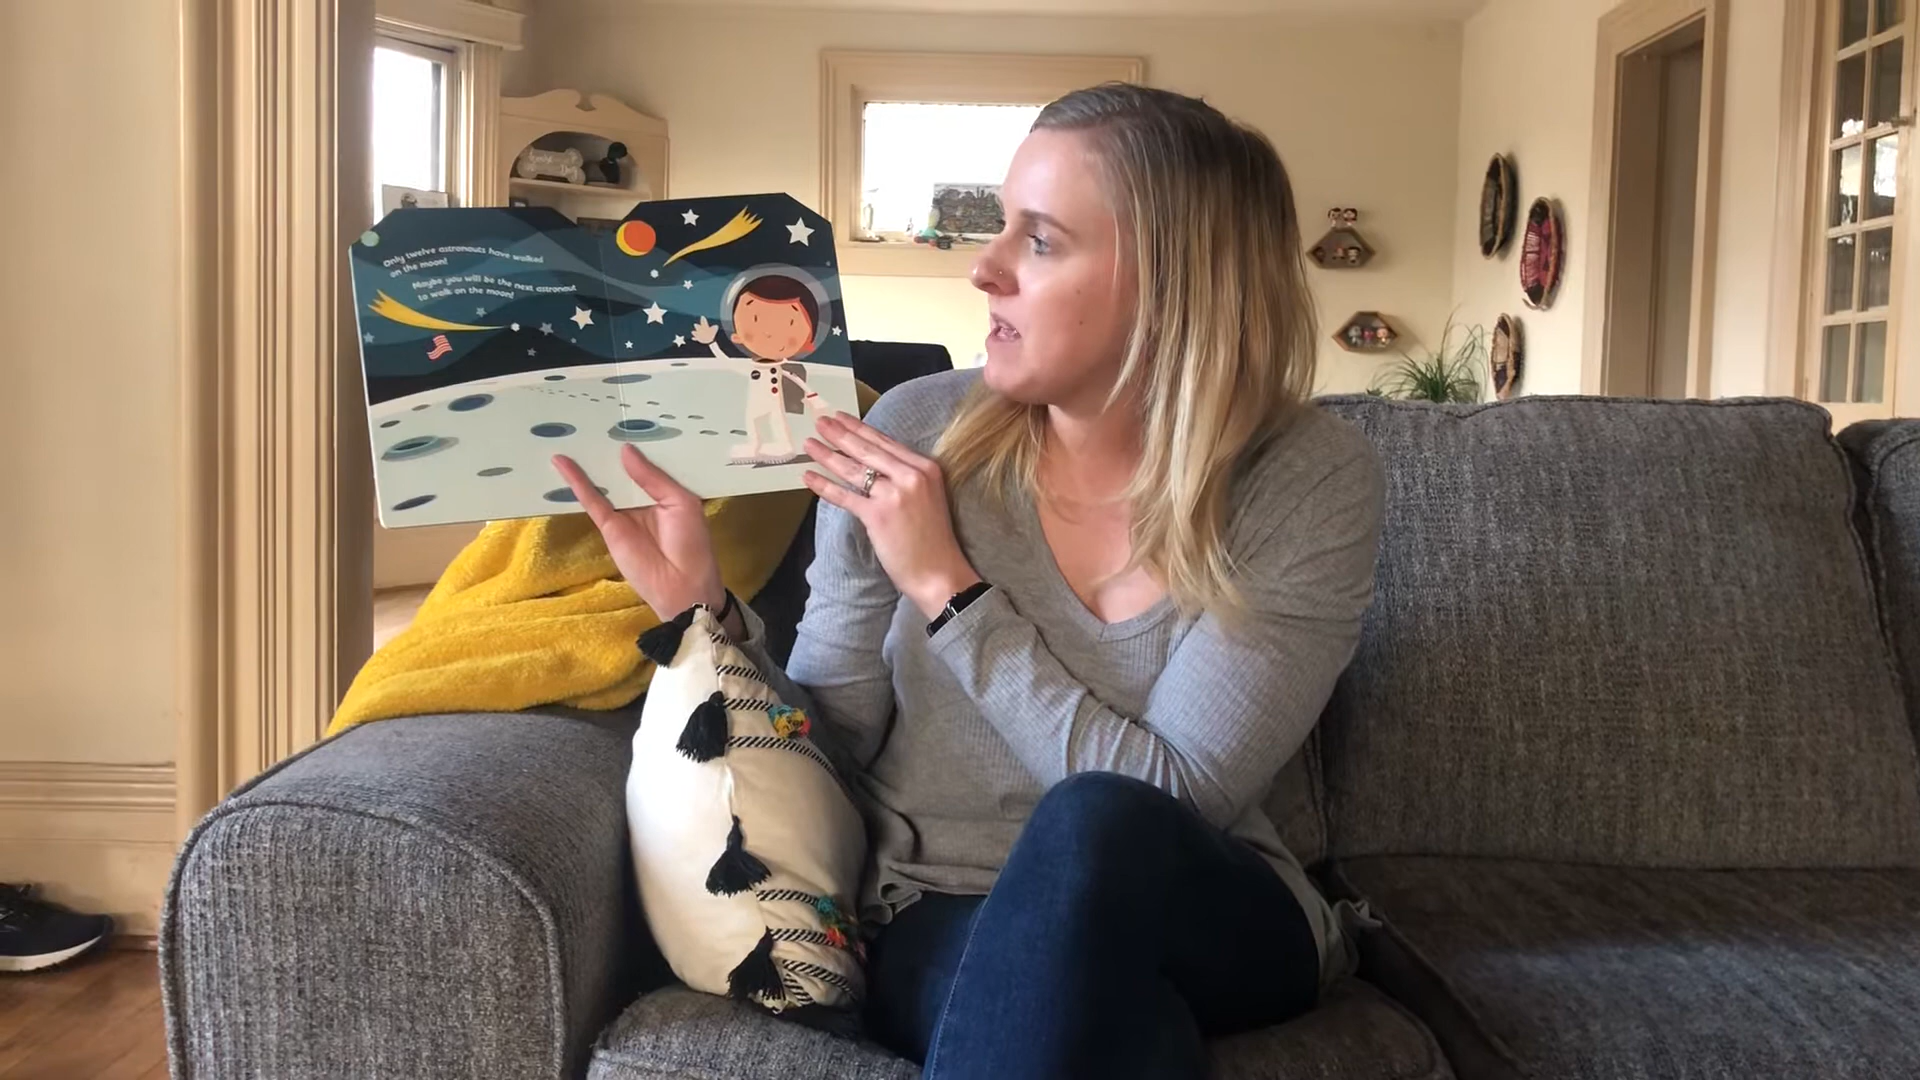 Only twelve astronauts have walked
on the moon!
Maybe you will be the next astronaut
to walk on the moon!